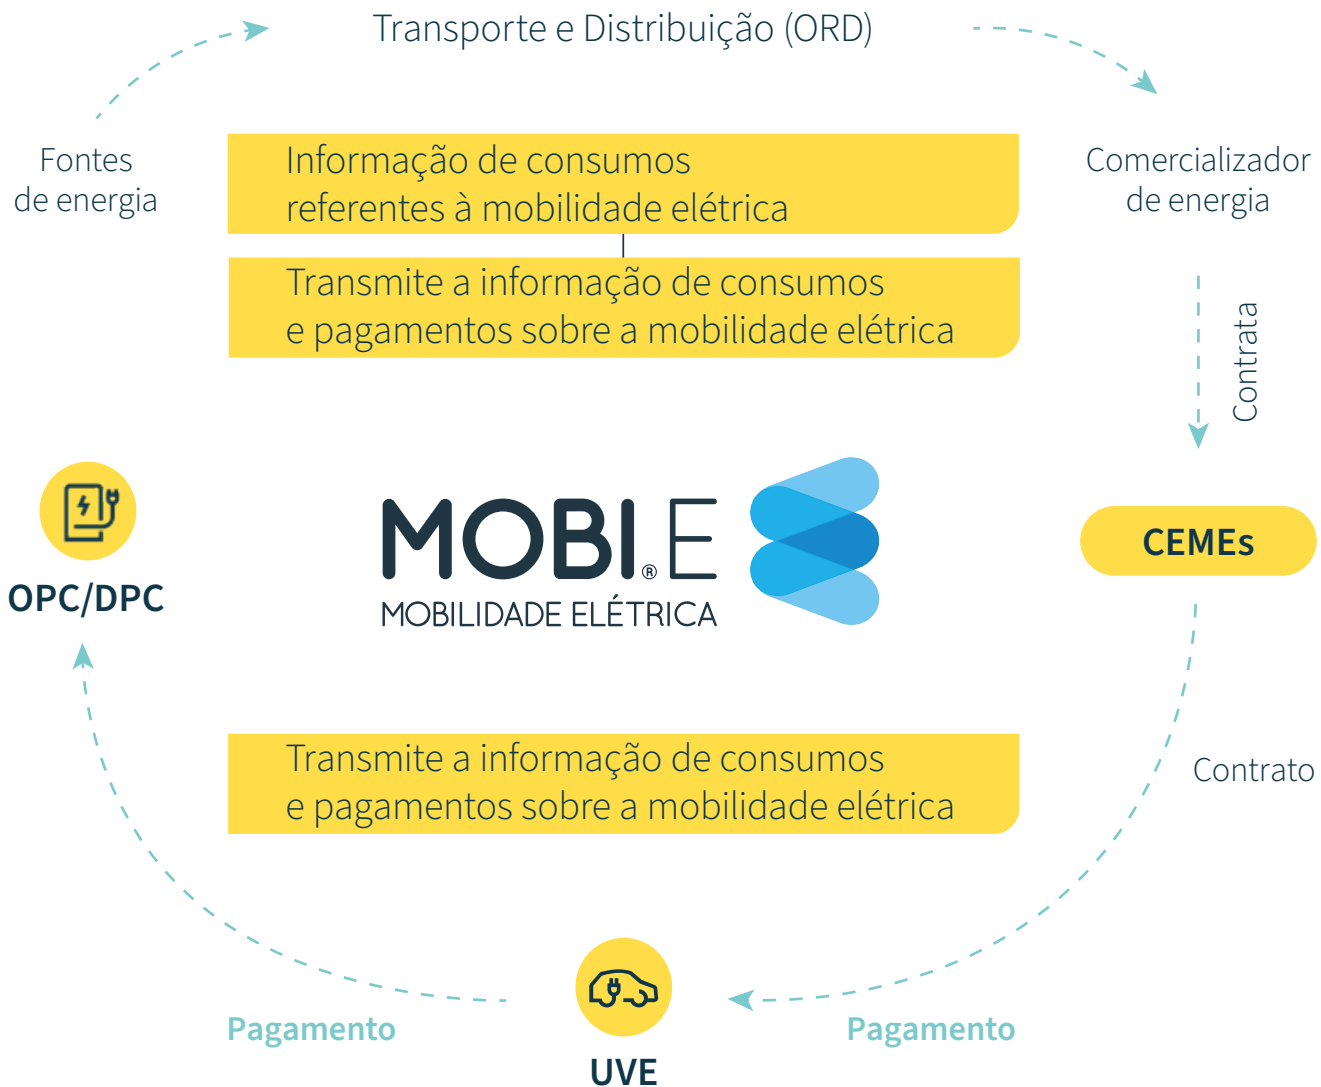 Transporte e Distribuição (ORD)
Fontes
de energia
Informação de consumos
referentes à mobilidade elétrica
Comercializador
de energia
Transmite a informação de consumos
e pagamentos sobre a mobilidade elétrica
Contrata
MOBI.E
®
MOBILIDADE ELÉTRICA
CEMEs
OPC/DPC
Transmite a informação de consumos
e pagamentos sobre a mobilidade elétrica
Contrato
Pagamento
Pagamento
UVE